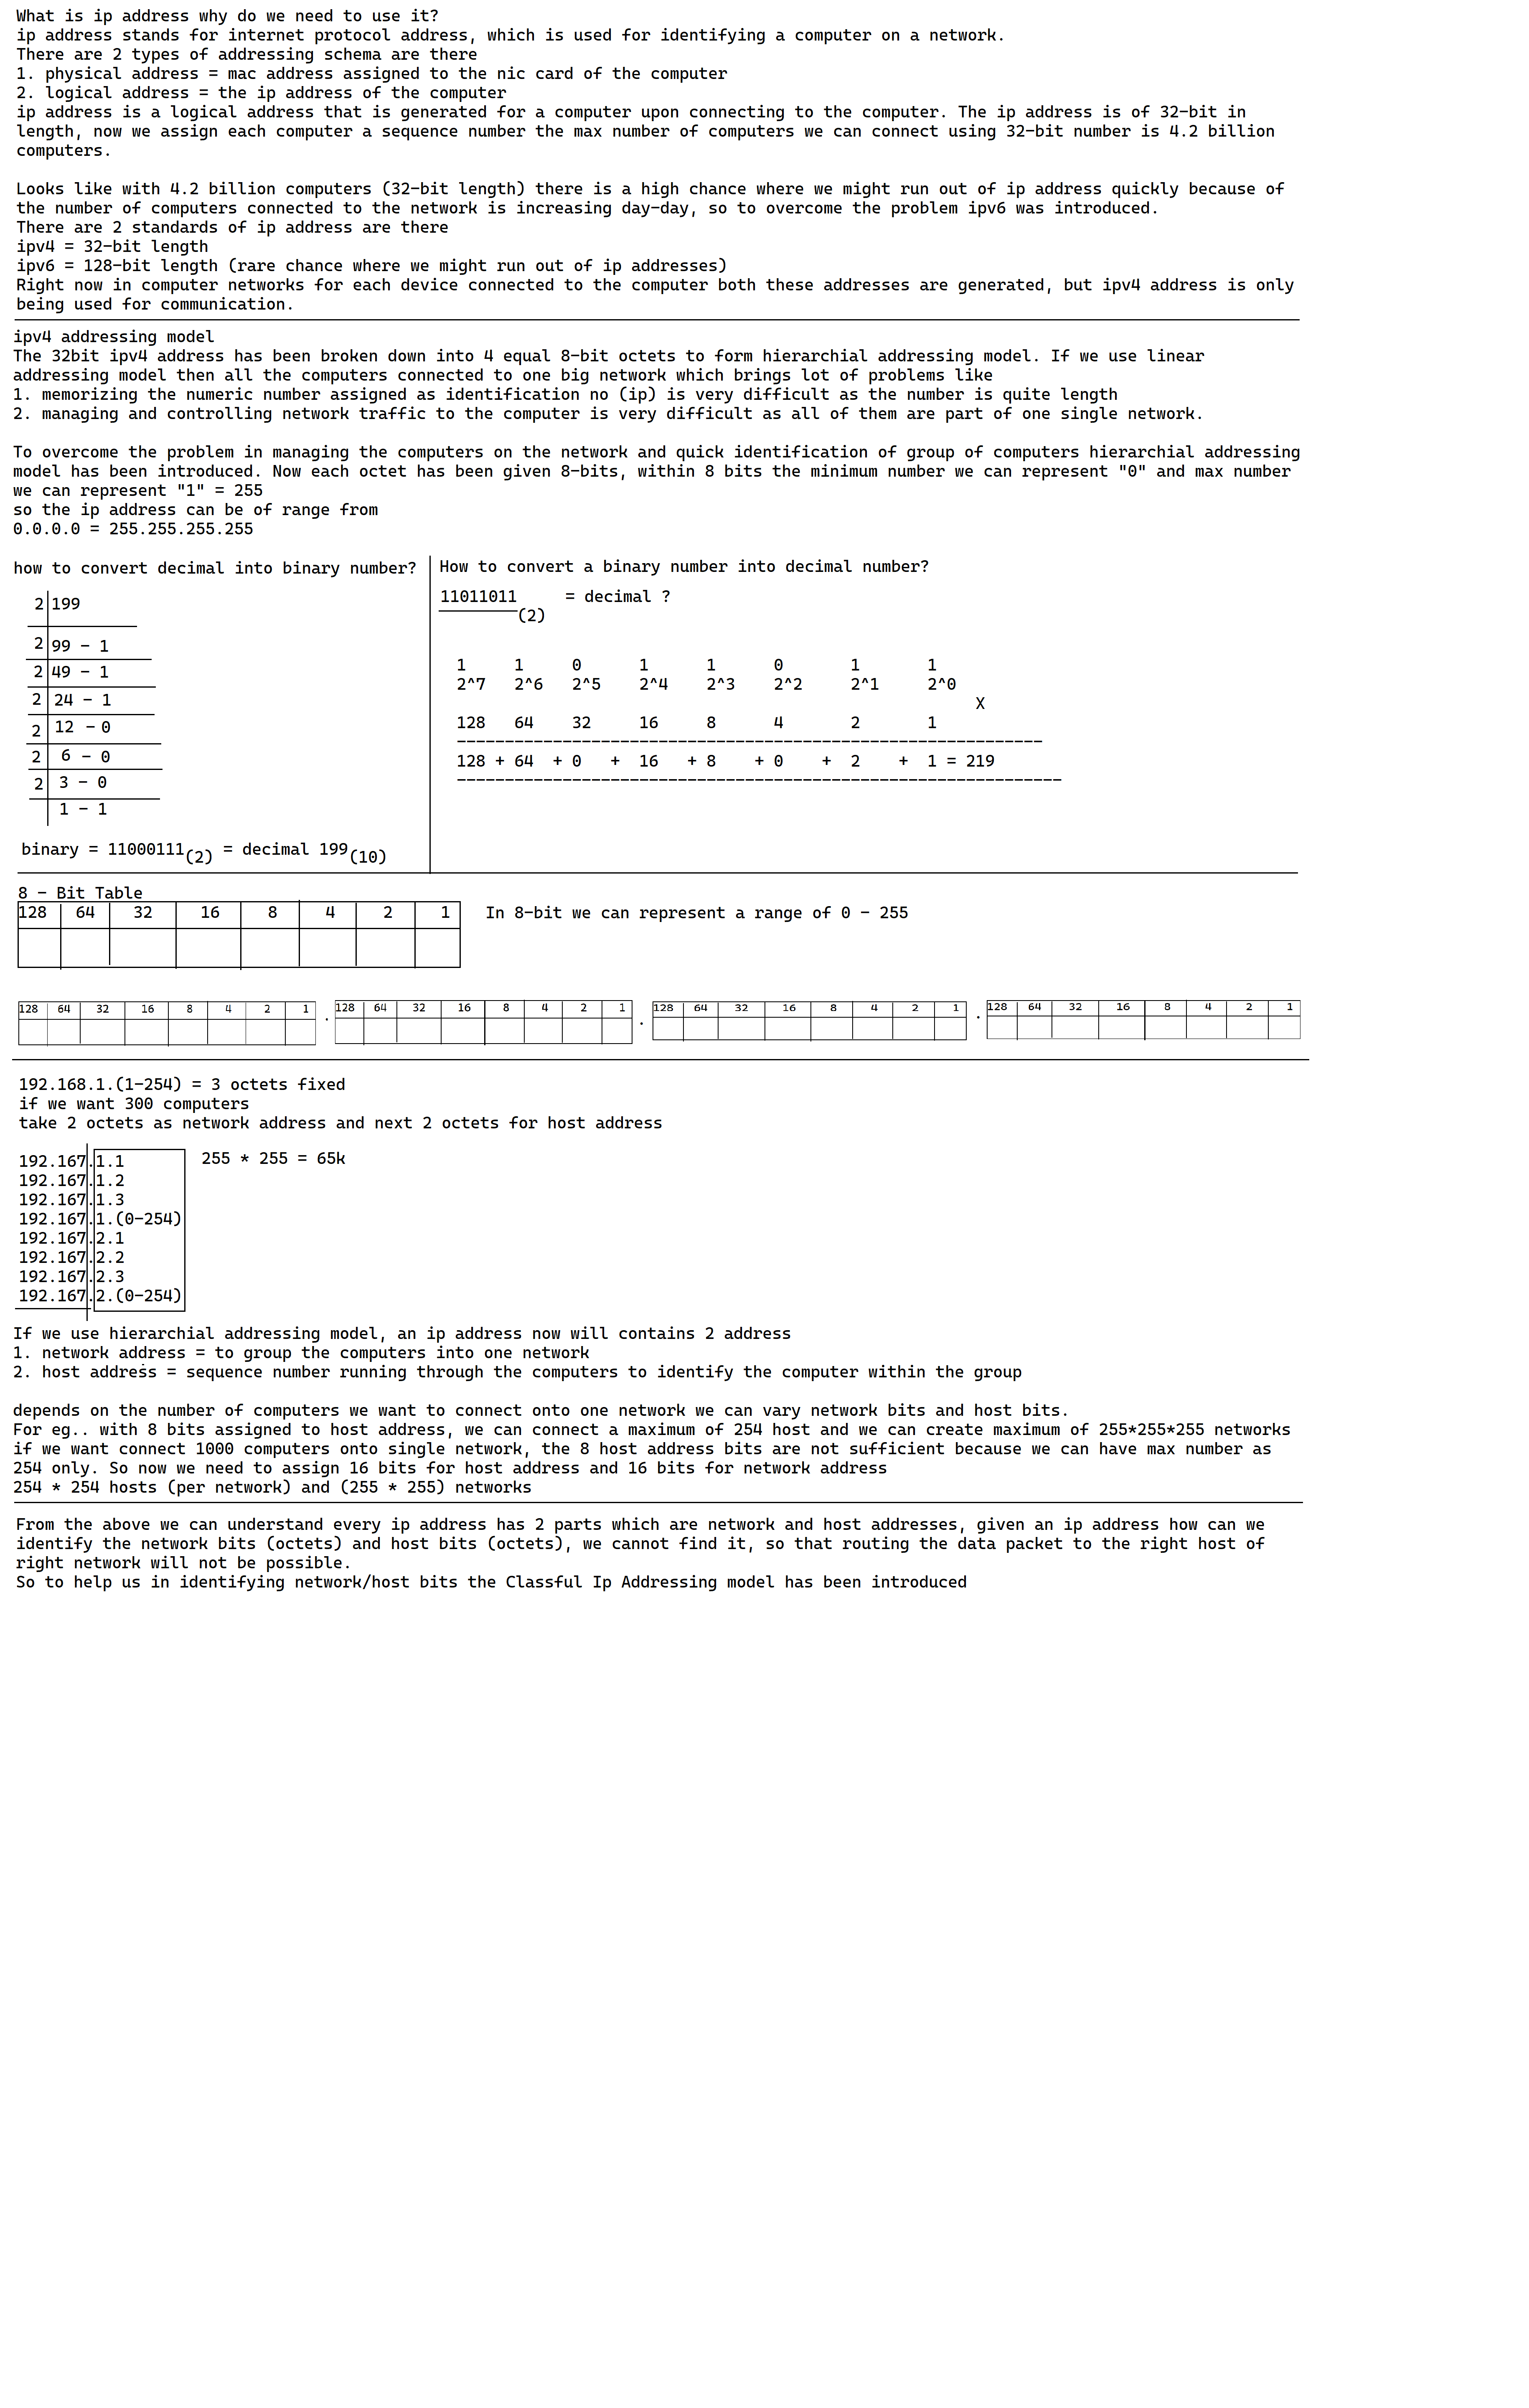 What is ip address why do we need to use it?
ip address stands for internet protocol address, which is used for identifying a computer on a network.
There are 2 types of addressing schema are there
1. physical address = mac address assigned to the nic card of the computer
2. logical address = the ip address of the computer
ip address is a logical address that is generated for a computer upon connecting to the computer. The ip address is of 32-bit in
length, now we assign each computer a sequence number the max number of computers we can connect using 32-bit number is 4.2 billion
computers.
Looks like with 4.2 billion computers (32-bit length) there is a high chance where we might run out of ip address quickly because of
the number of computers connected to the network is increasing day-day, so to overcome the problem ipv6 was introduced.
There are 2 standards of ip address are there
ipv4 = 32-bit length
ipv6 = 128-bit length (rare chance where we might run out of ip addresses)
Right now in computer networks for each device connected to the computer both these addresses are generated, but ipv4 address is only
being used for communication.
ipv4 addressing model
The 32bit ipv4 address has been broken down into 4 equal 8-bit octets to form hierarchial addressing model. If we use linear
addressing model then all the computers connected to one big network which brings lot of problems like
1. memorizing the numeric number assigned as identification no (ip) is very difficult as the number is quite length
2. managing and controlling network traffic to the computer is very difficult as all of them are part of one single network.
To overcome the problem in managing the computers on the network and quick identification of group of computers hierarchial addressing
model has been introduced. Now each octet has been given 8-bits, within 8 bits the minimum number we can represent "0" and max number
we can represent "1" = 255
so the ip address can be of range from
0.0.0.0 = 255.255.255.255
how to convert decimal into binary number?
2 199
2 99 - 1
2 49 - 1
2 24 - 1
2 12 - 0
2 6 - 0
2 3 - 0
1 - 1
binary = 11000111(2) = decimal 199(10)
How to convert a binary number into decimal number?
11011011 = decimal ?
(2)
1 1 0 1 1 0 1 1
2^7 2^6 2^5 2^4 2^3 2^2 2^1 2^0
X
128 64 32 16 8 4 2 1
-------------------------------------------------------------
128 + 64 + 0 + 16 + 8 + 0 + 2 + 1 = 219
---------------------------------------------------------------
8 - Bit Table
128 64 32 16 8 4 2 1 In 8-bit we can represent a range of 0 - 255
128 64 32 16 8 4 2 1 . 128 64 32 16 8 4 2 1 . 128 64 32 16 8 4 2 1 . 128 64 32 16 8 4 2 1
192.168.1.(1-254) = 3 octets fixed
if we want 300 computers
take 2 octets as network address and next 2 octets for host address
192.167.1.1 255 * 255 = 65k
192.167.1.2
192.167.1.3
192.167.1.(0-254)
192.167.2.1
192.167.2.2
192.167.2.3
192.167.2.(0-254)
If we use hierarchial addressing model, an ip address now will contains 2 address
1. network address = to group the computers into one network
2. host address = sequence number running through the computers to identify the computer within the group
depends on the number of computers we want to connect onto one network we can vary network bits and host bits.
For eg.. with 8 bits assigned to host address, we can connect a maximum of 254 host and we can create maximum of 255*255*255 networks
if we want connect 1000 computers onto single network, the 8 host address bits are not sufficient because we can have max number as
254 only. So now we need to assign 16 bits for host address and 16 bits for network address
254 * 254 hosts (per network) and (255 * 255) networks
From the above we can understand every ip address has 2 parts which are network and host addresses, given an ip address how can we
identify the network bits (octets) and host bits (octets), we cannot find it, so that routing the data packet to the right host of
right network will not be possible.
So to help us in identifying network/host bits the Classful Ip Addressing model has been introduced